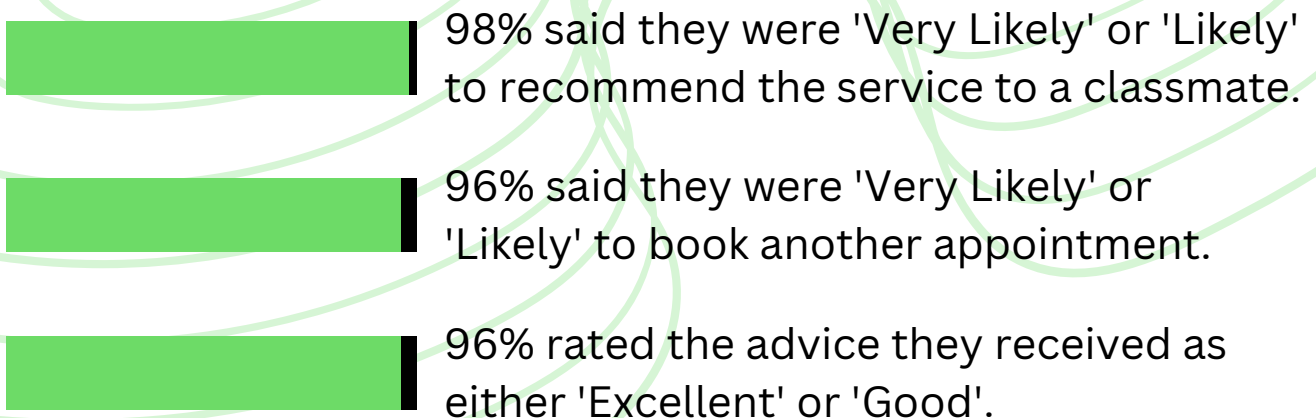 98% said they were 'Very Likely' or 'Likely'
to recommend the service to a classmate.
96% said they were 'Very Likely' or
'Likely' to book another appointment.
96% rated the advice they received as
either 'Excellent' or 'Good'.